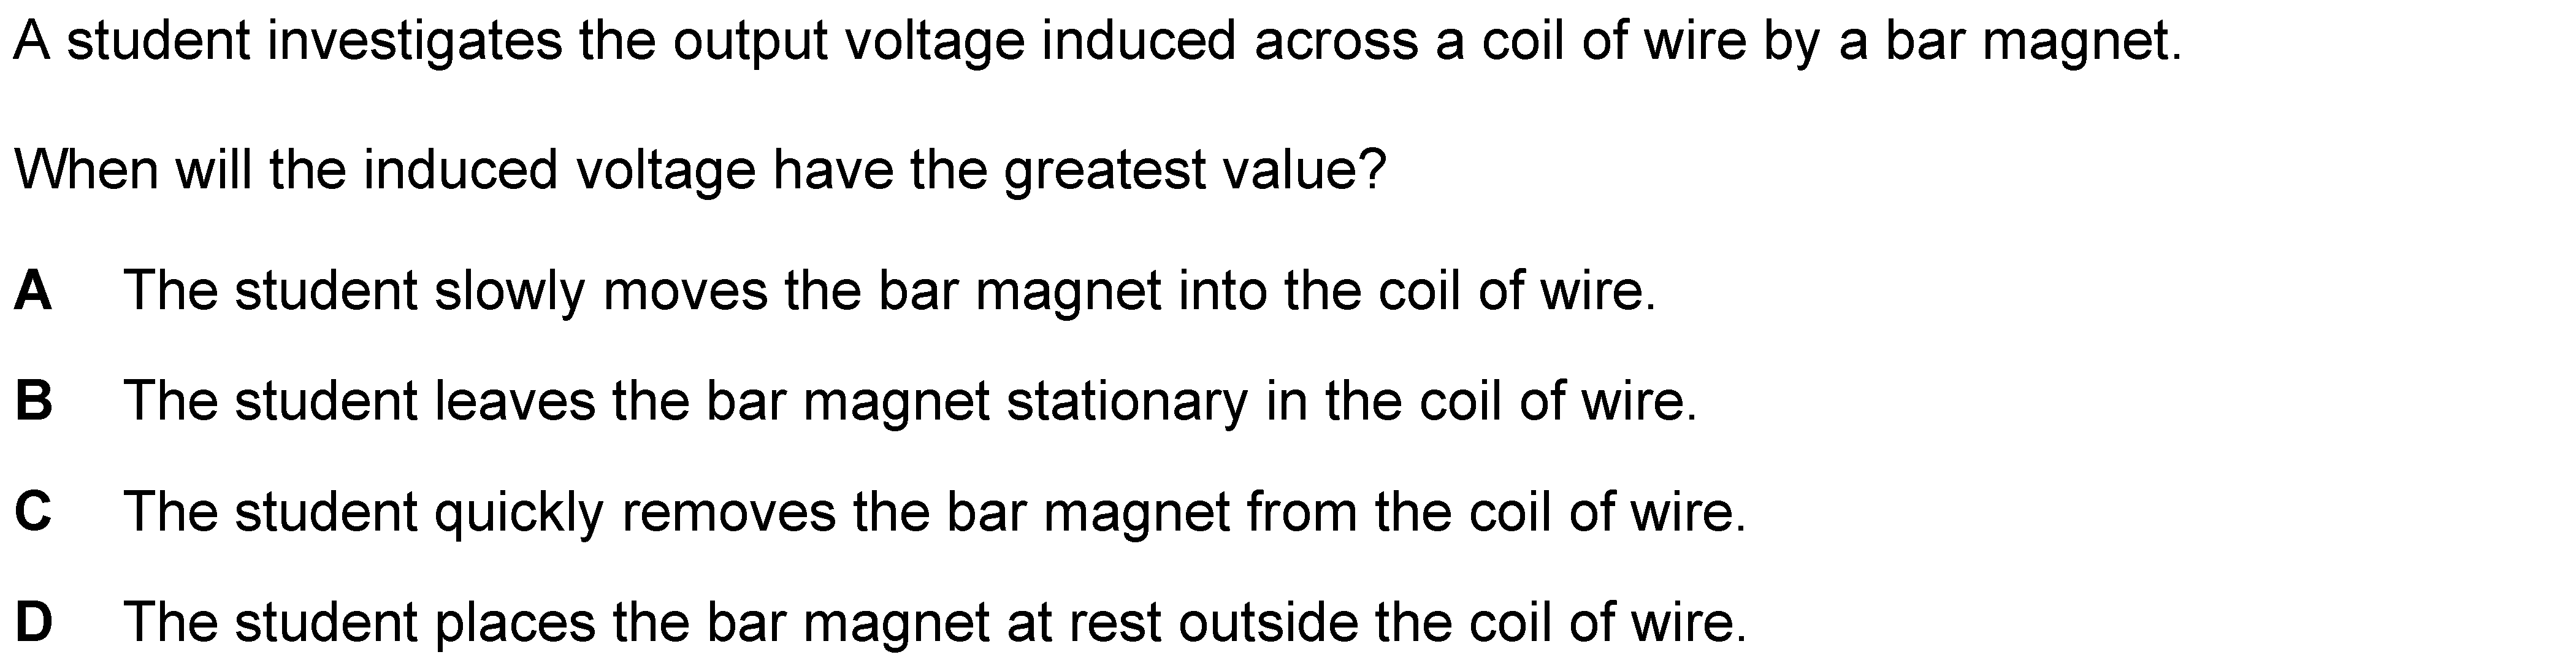 A student investigates the output voltage induced across a coil of wire by a bar magnet.
When will the induced voltage have the greatest value?
A The student slowly moves the bar magnet into the coil of wire.
B The student leaves the bar magnet stationary in the coil of wire.
C The student quickly removes the bar magnet from the coil of wire.
D The student places the bar magnet at rest outside the coil of wire.